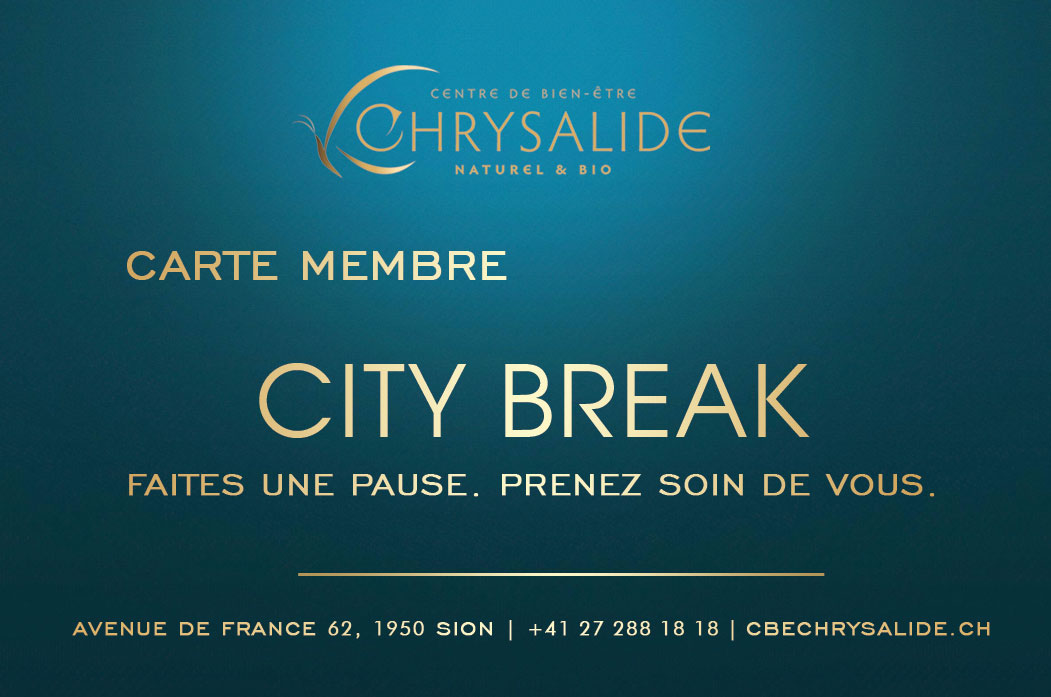 CENTRE DE BIEN-ÊTRE
CHRYSALIDE
NATUREL & BIO
CARTE MEMBRE
CITY BREAK
FAITES UNE PAUSE. PRENEZ SOIN DE VOUS.
AVENUE DE FRANCE 62, 1950 SION | +41 27 288 18 18 | CBECHRYSALIDE.CH